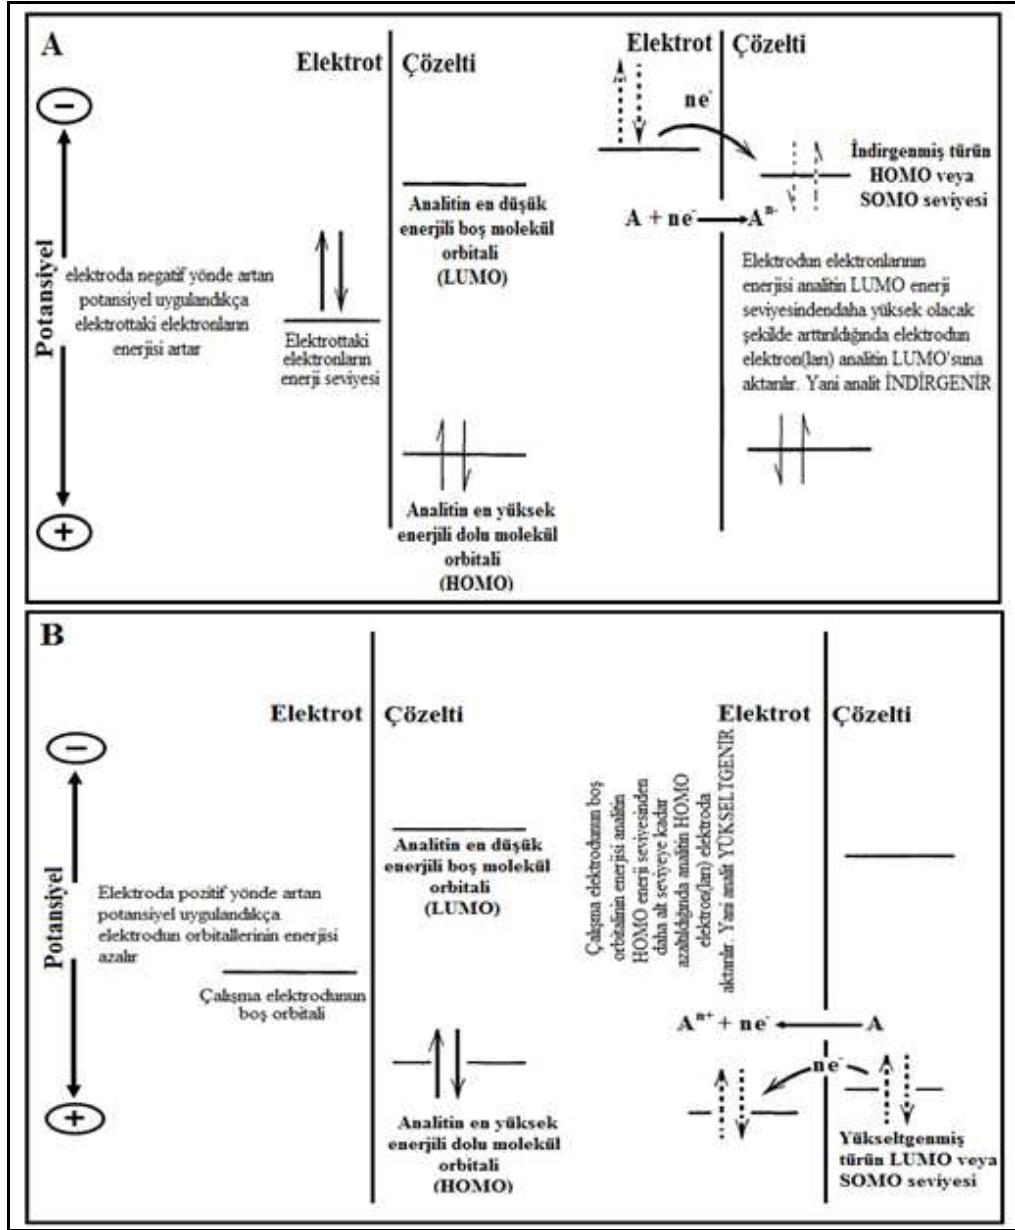 A
Elektrot
Çözelti
Potansiyel
−
+
elektroda negatif yönde artan
potansiyel uygulandıkça
elektrottaki elektronların
enerjisi artar
Elektrottaki
elektronların
enerji seviyesi
Analitin en düşük
enerjili boş molekül
orbitali
(LUMO)
Analitin en yüksek
enerjili dolu molekül
orbitali
(HOMO)
Elektrot
Çözelti
ne-
İndirgenmiş türün
HOMO veya
SOMO seviyesi
A + ne- → An-
Elektrodun elektronlarının
enerjisi analitin LUMO enerji
seviyesindendaha yüksek olacak
şekilde arttırıldığında elektrodun
elektron(ları) analitin LUMO'suna
aktarılır. Yani analit İNDİRGENİR
B
Elektrot
Çözelti
Potansiyel
−
+
Elektroda pozitif yönde artan
potansiyel uygulandıkça
elektrodun orbitallerinin enerjisi
azalır
Çalışma elektrodunun
boş orbitali
Analitin en düşük
enerjili boş molekül
orbitali
(LUMO)
Analitin en yüksek
enerjili dolu molekül
orbitali
(HOMO)
Elektrot
Çözelti
Çalışma elektrodunun boş
orbitalinin enerjisi analitin
HOMO enerji seviyesinden
daha alt seviyeye kadar
azaltıldığında analitin HOMO
elektron(ları) elektroda
aktarılır. Yani analit YÜKSELTGENİR
An+ + ne- ← A
ne-
Yükseltgenmiş
türün LUMO veya
SOMO seviyesi